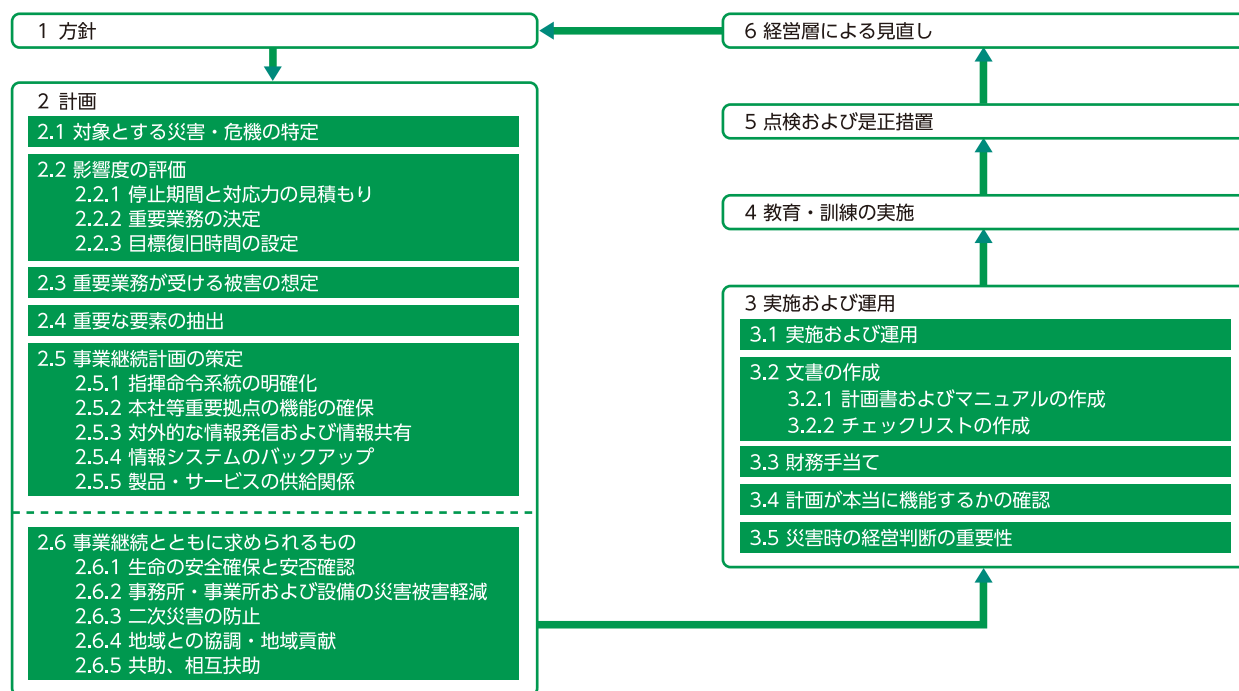 1 方針
2 計画
2.1 対象とする災害・危機の特定
2.2 影響度の評価
2.2.1 停止期間と対応力の見積もり
2.2.2 重要業務の決定
2.2.3 目標復旧時間の設定
2.3 重要業務が受ける被害の想定
2.4 重要な要素の抽出
2.5 事業継続計画の策定
2.5.1 指揮命令系統の明確化
2.5.2 本社等重要拠点の機能の確保
2.5.3 対外的な情報発信および情報共有
2.5.4 情報システムのバックアップ
2.5.5 製品・サービスの供給関係
2.6 事業継続とともに求められるもの
2.6.1 生命の安全確保と安否確認
2.6.2 事務所・事業所および設備の災害被害軽減
2.6.3 二次災害の防止
2.6.4 地域との協調・地域貢献
2.6.5 共助、相互扶助
6 経営層による見直し
5 点検および是正措置
4 教育・訓練の実施
3 実施および運用
3.1 実施および運用
3.2 文書の作成
3.2.1 計画書およびマニュアルの作成
3.2.2 チェックリストの作成
3.3 財務手当て
3.4 計画が本当に機能するかの確認
3.5 災害時の経営判断の重要性